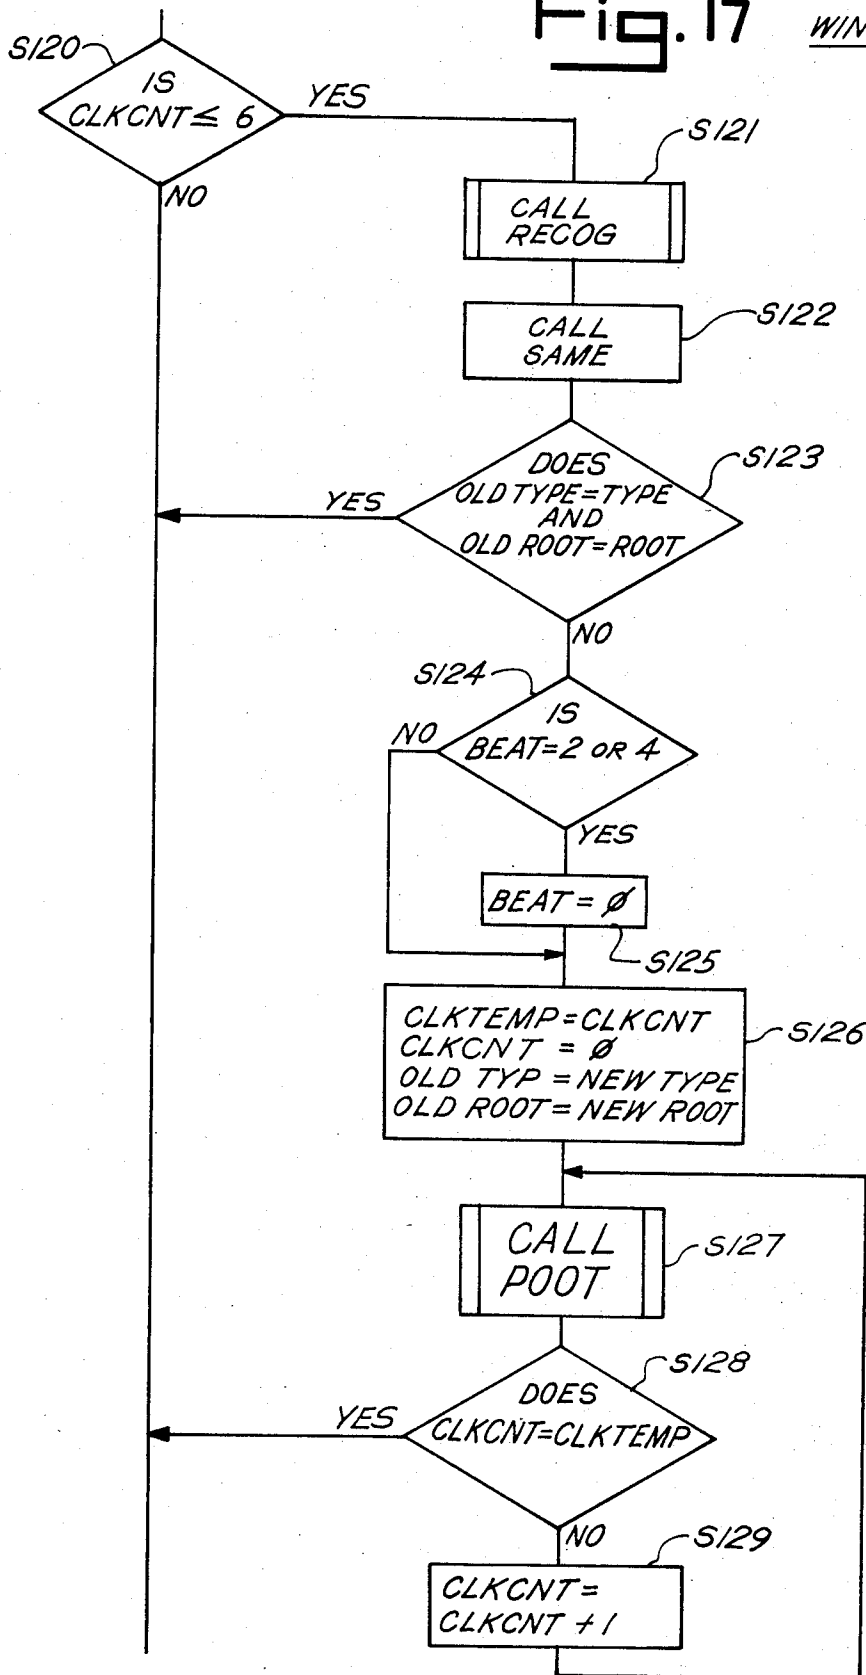 Fig. 17
WIN
S120
IS
CLKCNT ≤ 6
YES
NO
S121
CALL
RECOG
S122
CALL
SAME
S123
DOES
OLD TYPE=TYPE
AND
OLD ROOT=ROOT
YES
NO
S124
IS
BEAT=2 OR 4
NO
YES
BEAT = Ø
S125
CLKTEMP=CLKCNT
CLKCNT = Ø
OLD TYP =NEW TYPE
OLD ROOT=NEW ROOT
S126
CALL
POOT
S127
S128
DOES
CLKCNT=CLKTEMP
YES
NO
S129
CLKCNT=
CLKCNT +1